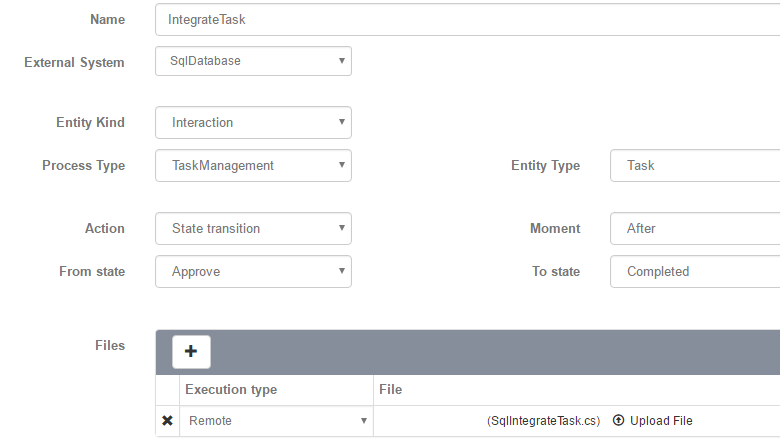 Name IntegrateTask
External System SqlDatabase
Entity Kind Interaction
Process Type TaskManagement Entity Type Task
Action State transition Moment After
From state Approve To state Completed
Files
Execution type File
Remote (SqlIntegrateTask.cs) Upload File